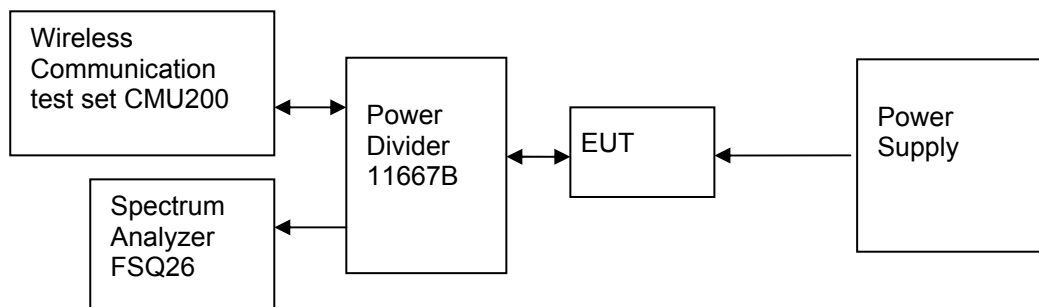 Wireless
Communication
test set CMU200
Power
Divider
11667B
EUT
Power
Supply
Spectrum
Analyzer
FSQ26